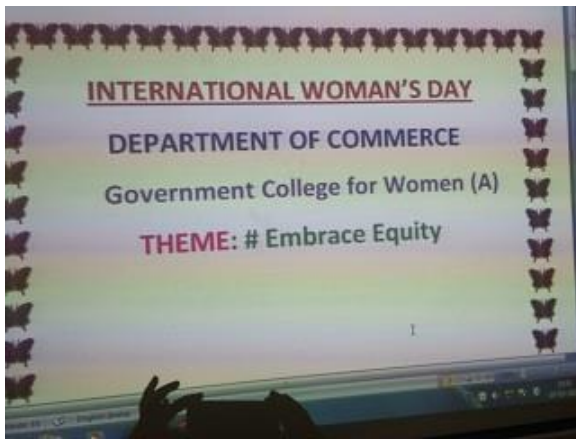 INTERNATIONAL WOMAN'S DAY
DEPARTMENT OF COMMERCE
Government College for Women (A)
THEME: # Embrace Equity